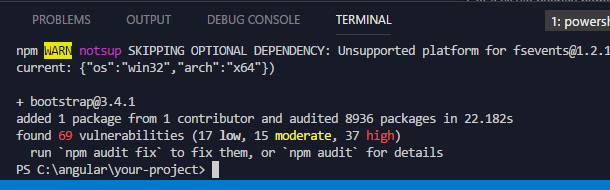 PROBLEMS OUTPUT DEBUG CONSOLE TERMINAL 1: powersh
npm WARN notsup SKIPPING OPTIONAL DEPENDENCY: Unsupported platform for fsevents@1.2.1
current: {"os":"win32","arch":"x64"})
+ bootstrap@3.4.1
added 1 package from 1 contributor and audited 8936 packages in 22.182s
found 69 vulnerabilities (17 low, 15 moderate, 37 high)
run `npm audit fix` to fix them, or `npm audit` for details
PS C:\angular\your-project>